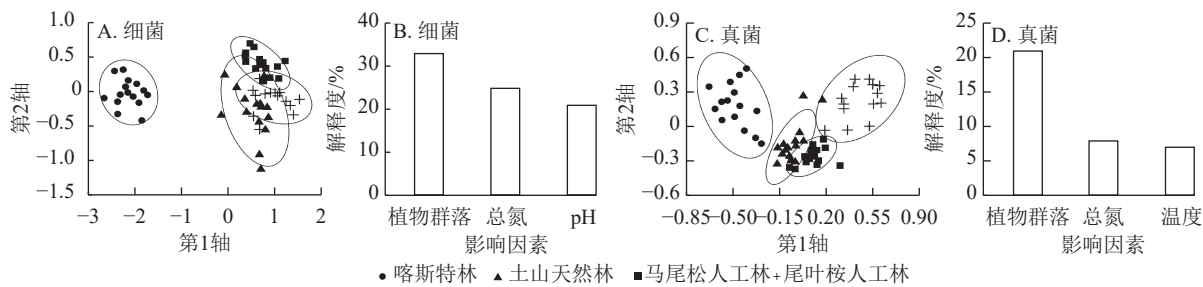 A. 细菌
第2轴
1.0
0.5
0
−0.5
−1.0
−1.5
−3 −2 −1 0 1 2
第1轴
B. 细菌
解释度/%
40
30
20
10
0
植物群落 总氮 pH
影响因素
C. 真菌
第2轴
0.9
0.6
0.3
0
−0.3
−0.6
−0.85 −0.50 −0.15 0.20 0.55 0.90
第1轴
D. 真菌
解释度/%
25
20
15
10
5
0
植物群落 总氮 温度
影响因素
●喀斯特林 ▲土山天然林 ■马尾松人工林+尾叶桉人工林